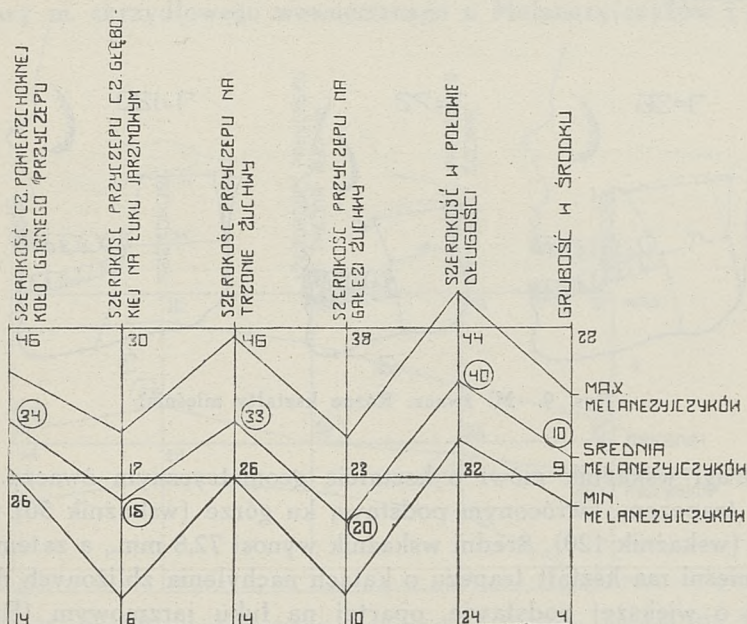 SZEROKOŚĆ CZ. POWIERZCHOWNEJ
KOŁO GÓRNEGO PRZYCZEPU
SZEROKOŚĆ PRZYCZEPU CZ. GŁĘBO-
KIEJ NA ŁUKU JARZMOWYM
SZEROKOŚĆ PRZYCZEPU NA
TRZONIE ŻUCHWY
SZEROKOŚĆ PRZYCZEPU NA
GAŁĘZI ŻUCHWY
SZEROKOŚĆ W POŁOWIE
DŁUGOŚCI
GRUBOŚĆ W ŚRODKU
46 30 46 38 44 22
34 33 40 10
MAX
MELANEZYJCZYKÓW
ŚREDNIA
MELANEZYJCZYKÓW
26 17 26 23 32 9
MIN.
MELANEZYJCZYKÓW
20
14 6 14 10 24 4